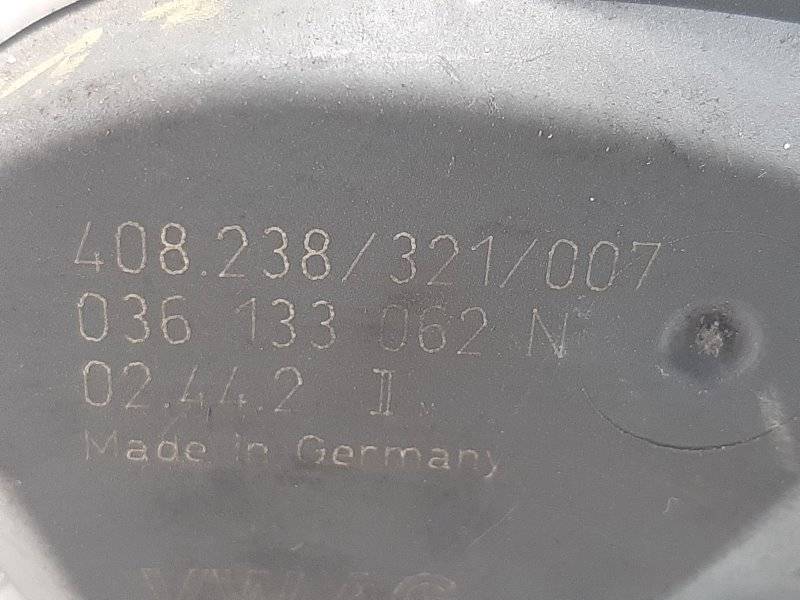 408.238/321/007
036 133 062 N
02.44.2 II
Made in Germany